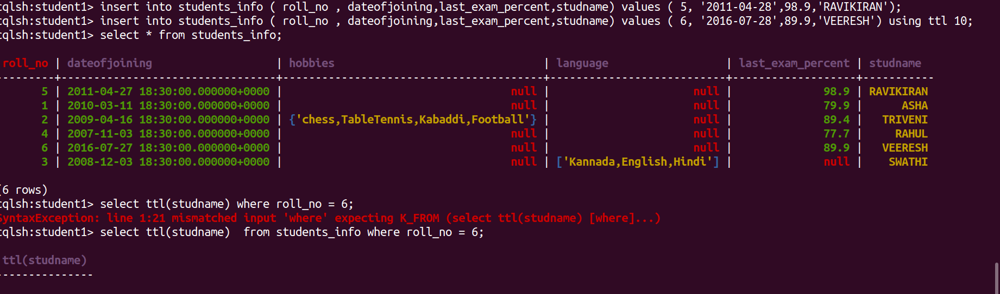 cqlsh:student1> insert into students_info ( roll_no , dateofjoining,last_exam_percent,studname) values ( 5, '2011-04-28',98.9,'RAVIKIRAN');
cqlsh:student1> insert into students_info ( roll_no , dateofjoining,last_exam_percent,studname) values ( 6, '2016-07-28',89.9,'VEERESH') using ttl 10;
cqlsh:student1> select * from students_info;
roll_no | dateofjoining | hobbies | language | last_exam_percent | studname
---------+---------------------------------+----------------------------------------+---------------------------+-------------------+-----------
5 | 2011-04-27 18:30:00.000000+0000 | null | null | 98.9 | RAVIKIRAN
1 | 2010-03-11 18:30:00.000000+0000 | null | null | 79.9 | ASHA
2 | 2009-04-16 18:30:00.000000+0000 | {'chess,TableTennis,Kabaddi,Football'} | null | 89.4 | TRIVENI
4 | 2007-11-03 18:30:00.000000+0000 | null | null | 77.7 | RAHUL
6 | 2016-07-27 18:30:00.000000+0000 | null | null | 89.9 | VEERESH
3 | 2008-12-03 18:30:00.000000+0000 | null | ['Kannada,English,Hindi'] | null | SWATHI
(6 rows)
cqlsh:student1> select ttl(studname) where roll_no = 6;
SyntaxException: line 1:21 mismatched input 'where' expecting K_FROM (select ttl(studname) [where]...)
cqlsh:student1> select ttl(studname)  from students_info where roll_no = 6;
ttl(studname)
---------------